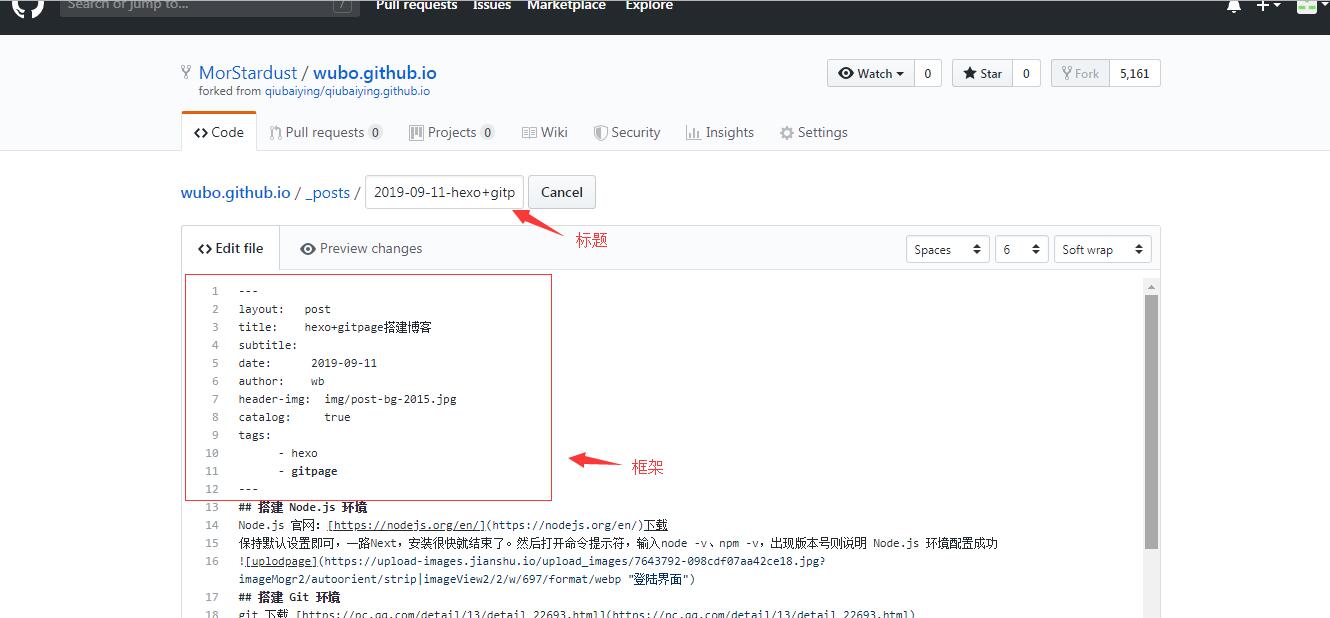 Search or jump to...
/
Pull requests Issues Marketplace Explore
MorStardust / wubo.github.io
Watch 0 Star 0 Fork 5,161
forked from qiubaiying/qiubaiying.github.io
Code Pull requests 0 Projects 0 Wiki Security Insights Settings
wubo.github.io / _posts / 2019-09-11-hexo+gitp Cancel
标题
Edit file Preview changes Spaces 6 Soft wrap
1 ---
2 layout: post
3 title: hexo+gitpage搭建博客
4 subtitle:
5 date: 2019-09-11
6 author: wb
7 header-img: img/post-bg-2015.jpg
8 catalog: true
9 tags:
10 - hexo
框架
11 - gitpage
12 ---
13 ## 搭建 Node.js 环境
14 Node.js 官网：[https://nodejs.org/en/](https://nodejs.org/en/)下载
15 保持默认设置即可，一路Next，安装很快就结束了。然后打开命令提示符，输入node -v、npm -v，出现版本号则说明 Node.js 环境配置成功
16 ![uplodpage](https://upload-images.jianshu.io/upload_images/7643792-098cdf07aa42ce18.jpg?
imageMogr2/autoorient/strip|imageView2/2/w/697/format/webp "登陆界面")
17 ## 搭建 Git 环境
18 git 下载 [https://pc.qq.com/detail/13/detail_22693.html](https://pc.qq.com/detail/13/detail_22693.html)